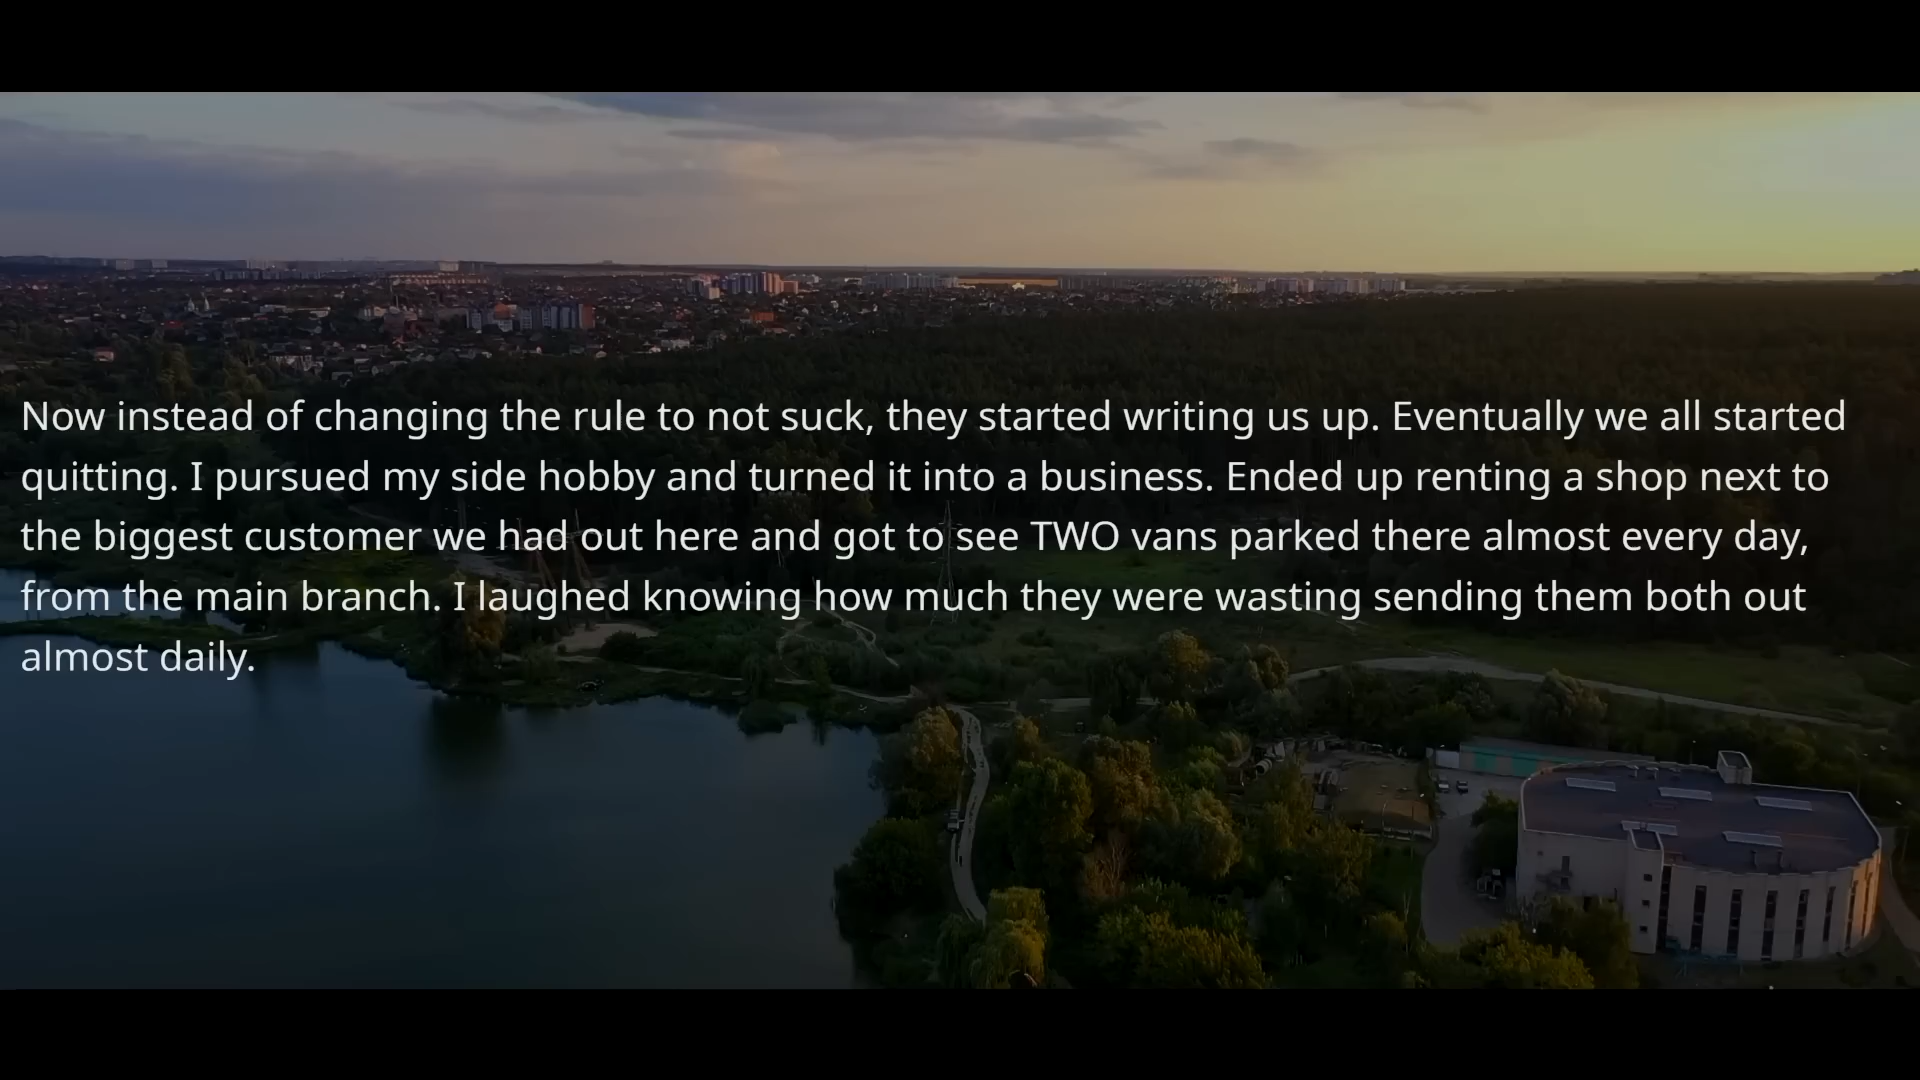 Now instead of changing the rule to not suck, they started writing us up. Eventually we all started
quitting. I pursued my side hobby and turned it into a business. Ended up renting a shop next to
the biggest customer we had out here and got to see TWO vans parked there almost every day,
from the main branch. I laughed knowing how much they were wasting sending them both out
almost daily.